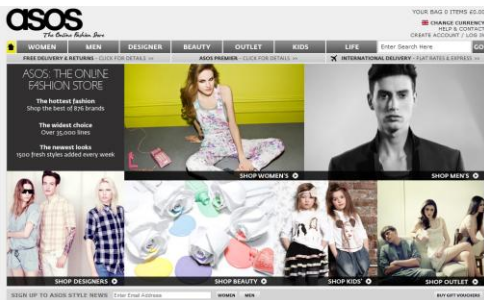 asos
The Online Fashion Store
YOUR BAG 0 ITEMS £0.00
CHANGE CURRENCY
HELP & CONTACT
CREATE ACCOUNT / LOG IN
WOMEN MEN DESIGNER BEAUTY OUTLET KIDS LIFE Enter Search Here GO
FREE DELIVERY & RETURNS - CLICK FOR DETAILS >> ASOS PREMIER - CLICK FOR DETAILS >> INTERNATIONAL DELIVERY - FLAT RATES & EXPRESS >>
ASOS: THE ONLINE
FASHION STORE
The hottest fashion
Shop the best of 876 brands
The widest choice
Over 35,000 lines
The newest looks
1500 fresh styles added every week
SHOP WOMEN'S
SHOP MEN'S
SHOP DESIGNERS
SHOP BEAUTY
SHOP KIDS'
SHOP OUTLET
SIGN UP TO ASOS STYLE NEWS Enter Email Address WOMEN MEN BUY GIFT VOUCHERS